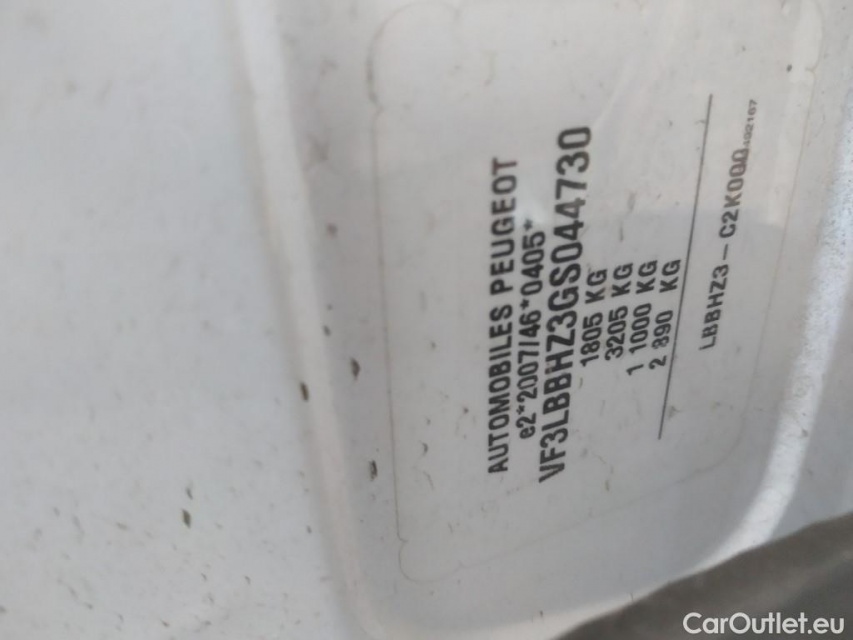 AUTOMOBILES PEUGEOT
e2*2007/46*0405*
VF3LBBHZ3GS044730
1805 KG
3205 KG
1 1000 KG
2 890 KG
LBBHZ3-C2K000
CarOutlet.eu